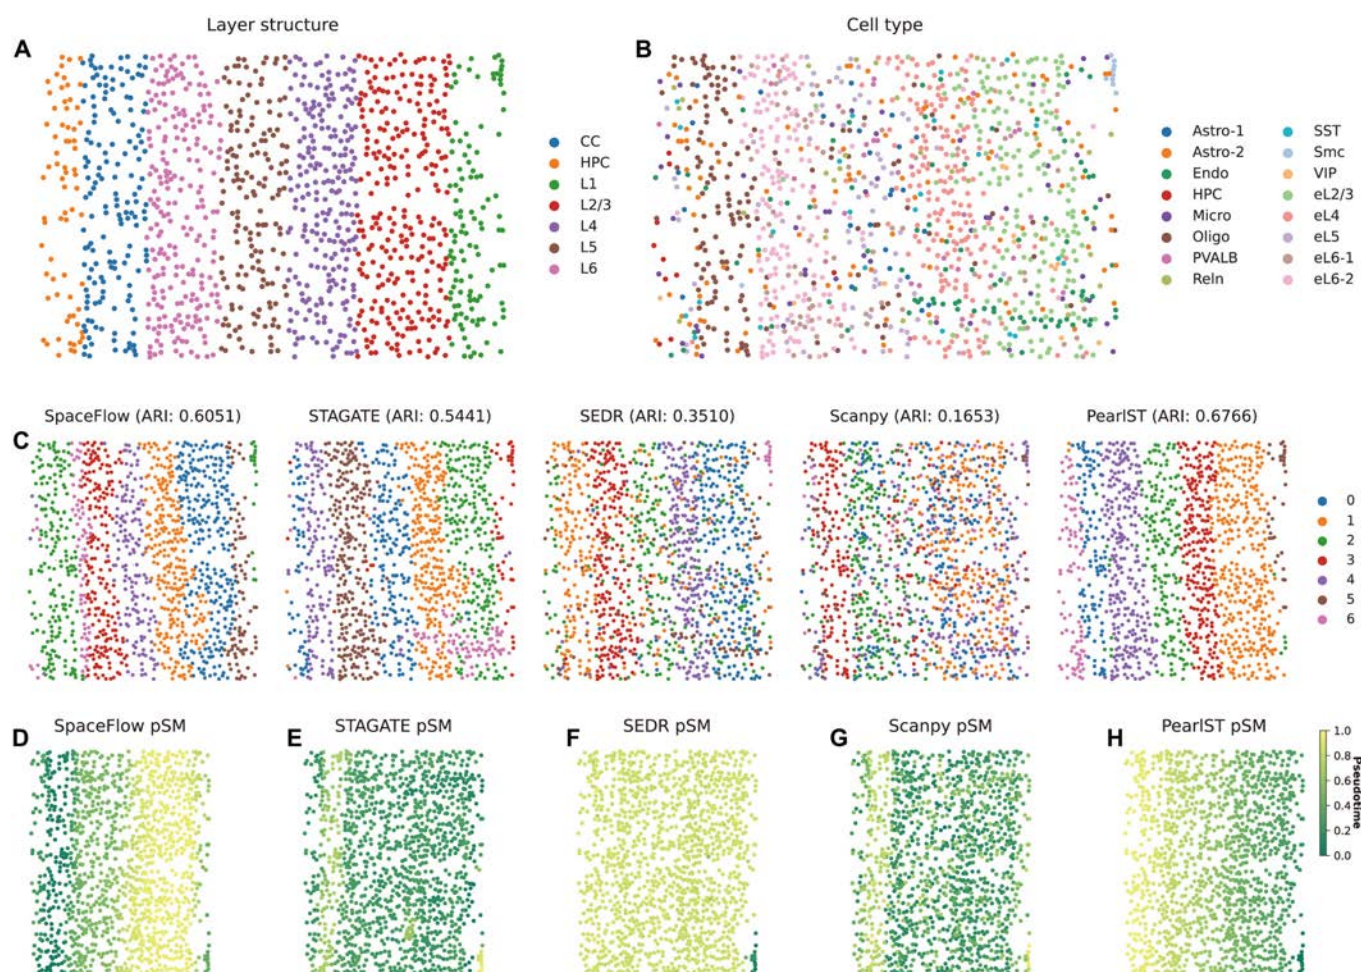 Layer structure
A
CC
HPC
L1
L2/3
L4
L5
L6
Cell type
B
Astro-1
Astro-2
Endo
HPC
Micro
Oligo
PVALB
Reln
SST
Smc
VIP
eL2/3
eL4
eL5
eL6-1
eL6-2
C
SpaceFlow (ARI: 0.6051)
STAGATE (ARI: 0.5441)
SEDR (ARI: 0.3510)
Scanpy (ARI: 0.1653)
PearlST (ARI: 0.6766)
0
1
2
3
4
5
6
D
SpaceFlow pSM
E
STAGATE pSM
F
SEDR pSM
G
Scanpy pSM
H
PearlST pSM
1.0
0.8
0.6
0.4
0.2
0.0
Pseudotime